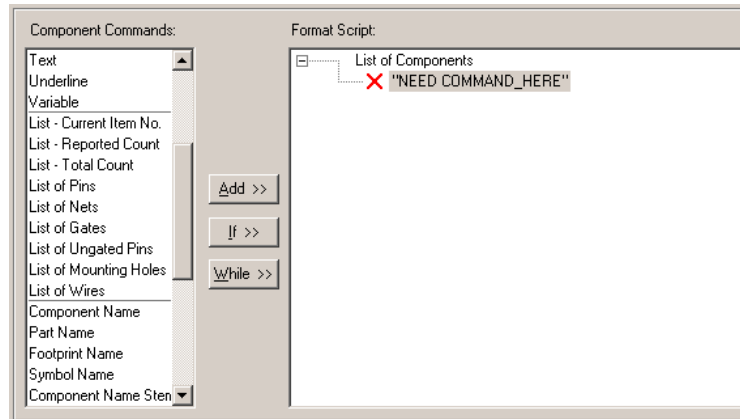 Component Commands:
Text
Underline
Variable
List - Current Item No.
List - Reported Count
List - Total Count
List of Pins
List of Nets
List of Gates
List of Ungated Pins
List of Mounting Holes
List of Wires
Component Name
Part Name
Footprint Name
Symbol Name
Component Name Sten
Add >>
If >>
While >>
Format Script:
List of Components
"NEED COMMAND_HERE"